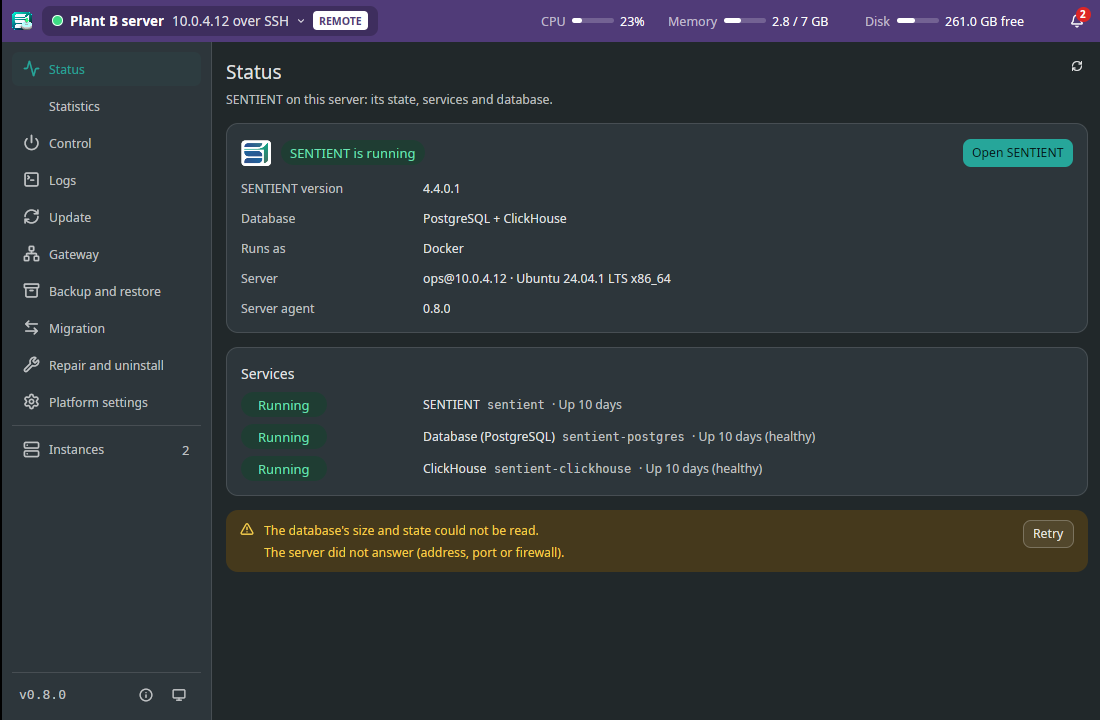 Plant B server 10.0.4.12 over SSH REMOTE CPU 23% Memory 2.8 / 7 GB Disk 261.0 GB free 2
Status
Statistics
Control
Logs
Update
Gateway
Backup and restore
Migration
Repair and uninstall
Platform settings
Instances 2
v0.8.0
Status
SENTIENT on this server: its state, services and database.
SENTIENT is running Open SENTIENT
SENTIENT version 4.4.0.1
Database PostgreSQL + ClickHouse
Runs as Docker
Server ops@10.0.4.12 · Ubuntu 24.04.1 LTS x86_64
Server agent 0.8.0
Services
Running SENTIENT sentient · Up 10 days
Running Database (PostgreSQL) sentient-postgres · Up 10 days (healthy)
Running ClickHouse sentient-clickhouse · Up 10 days (healthy)
The database's size and state could not be read.
The server did not answer (address, port or firewall).
Retry